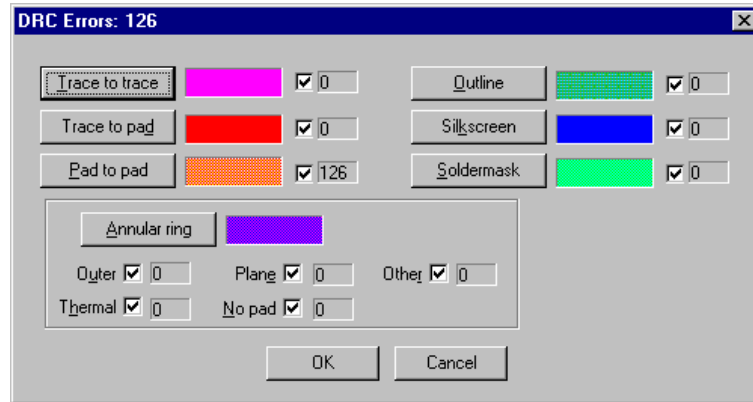 DRC Errors: 126
Trace to trace 0 Outline 0
Trace to pad 0 Silkscreen 0
Pad to pad 126 Soldermask 0
Annular ring
Outer 0 Plane 0 Other 0
Thermal 0 No pad 0
OK Cancel